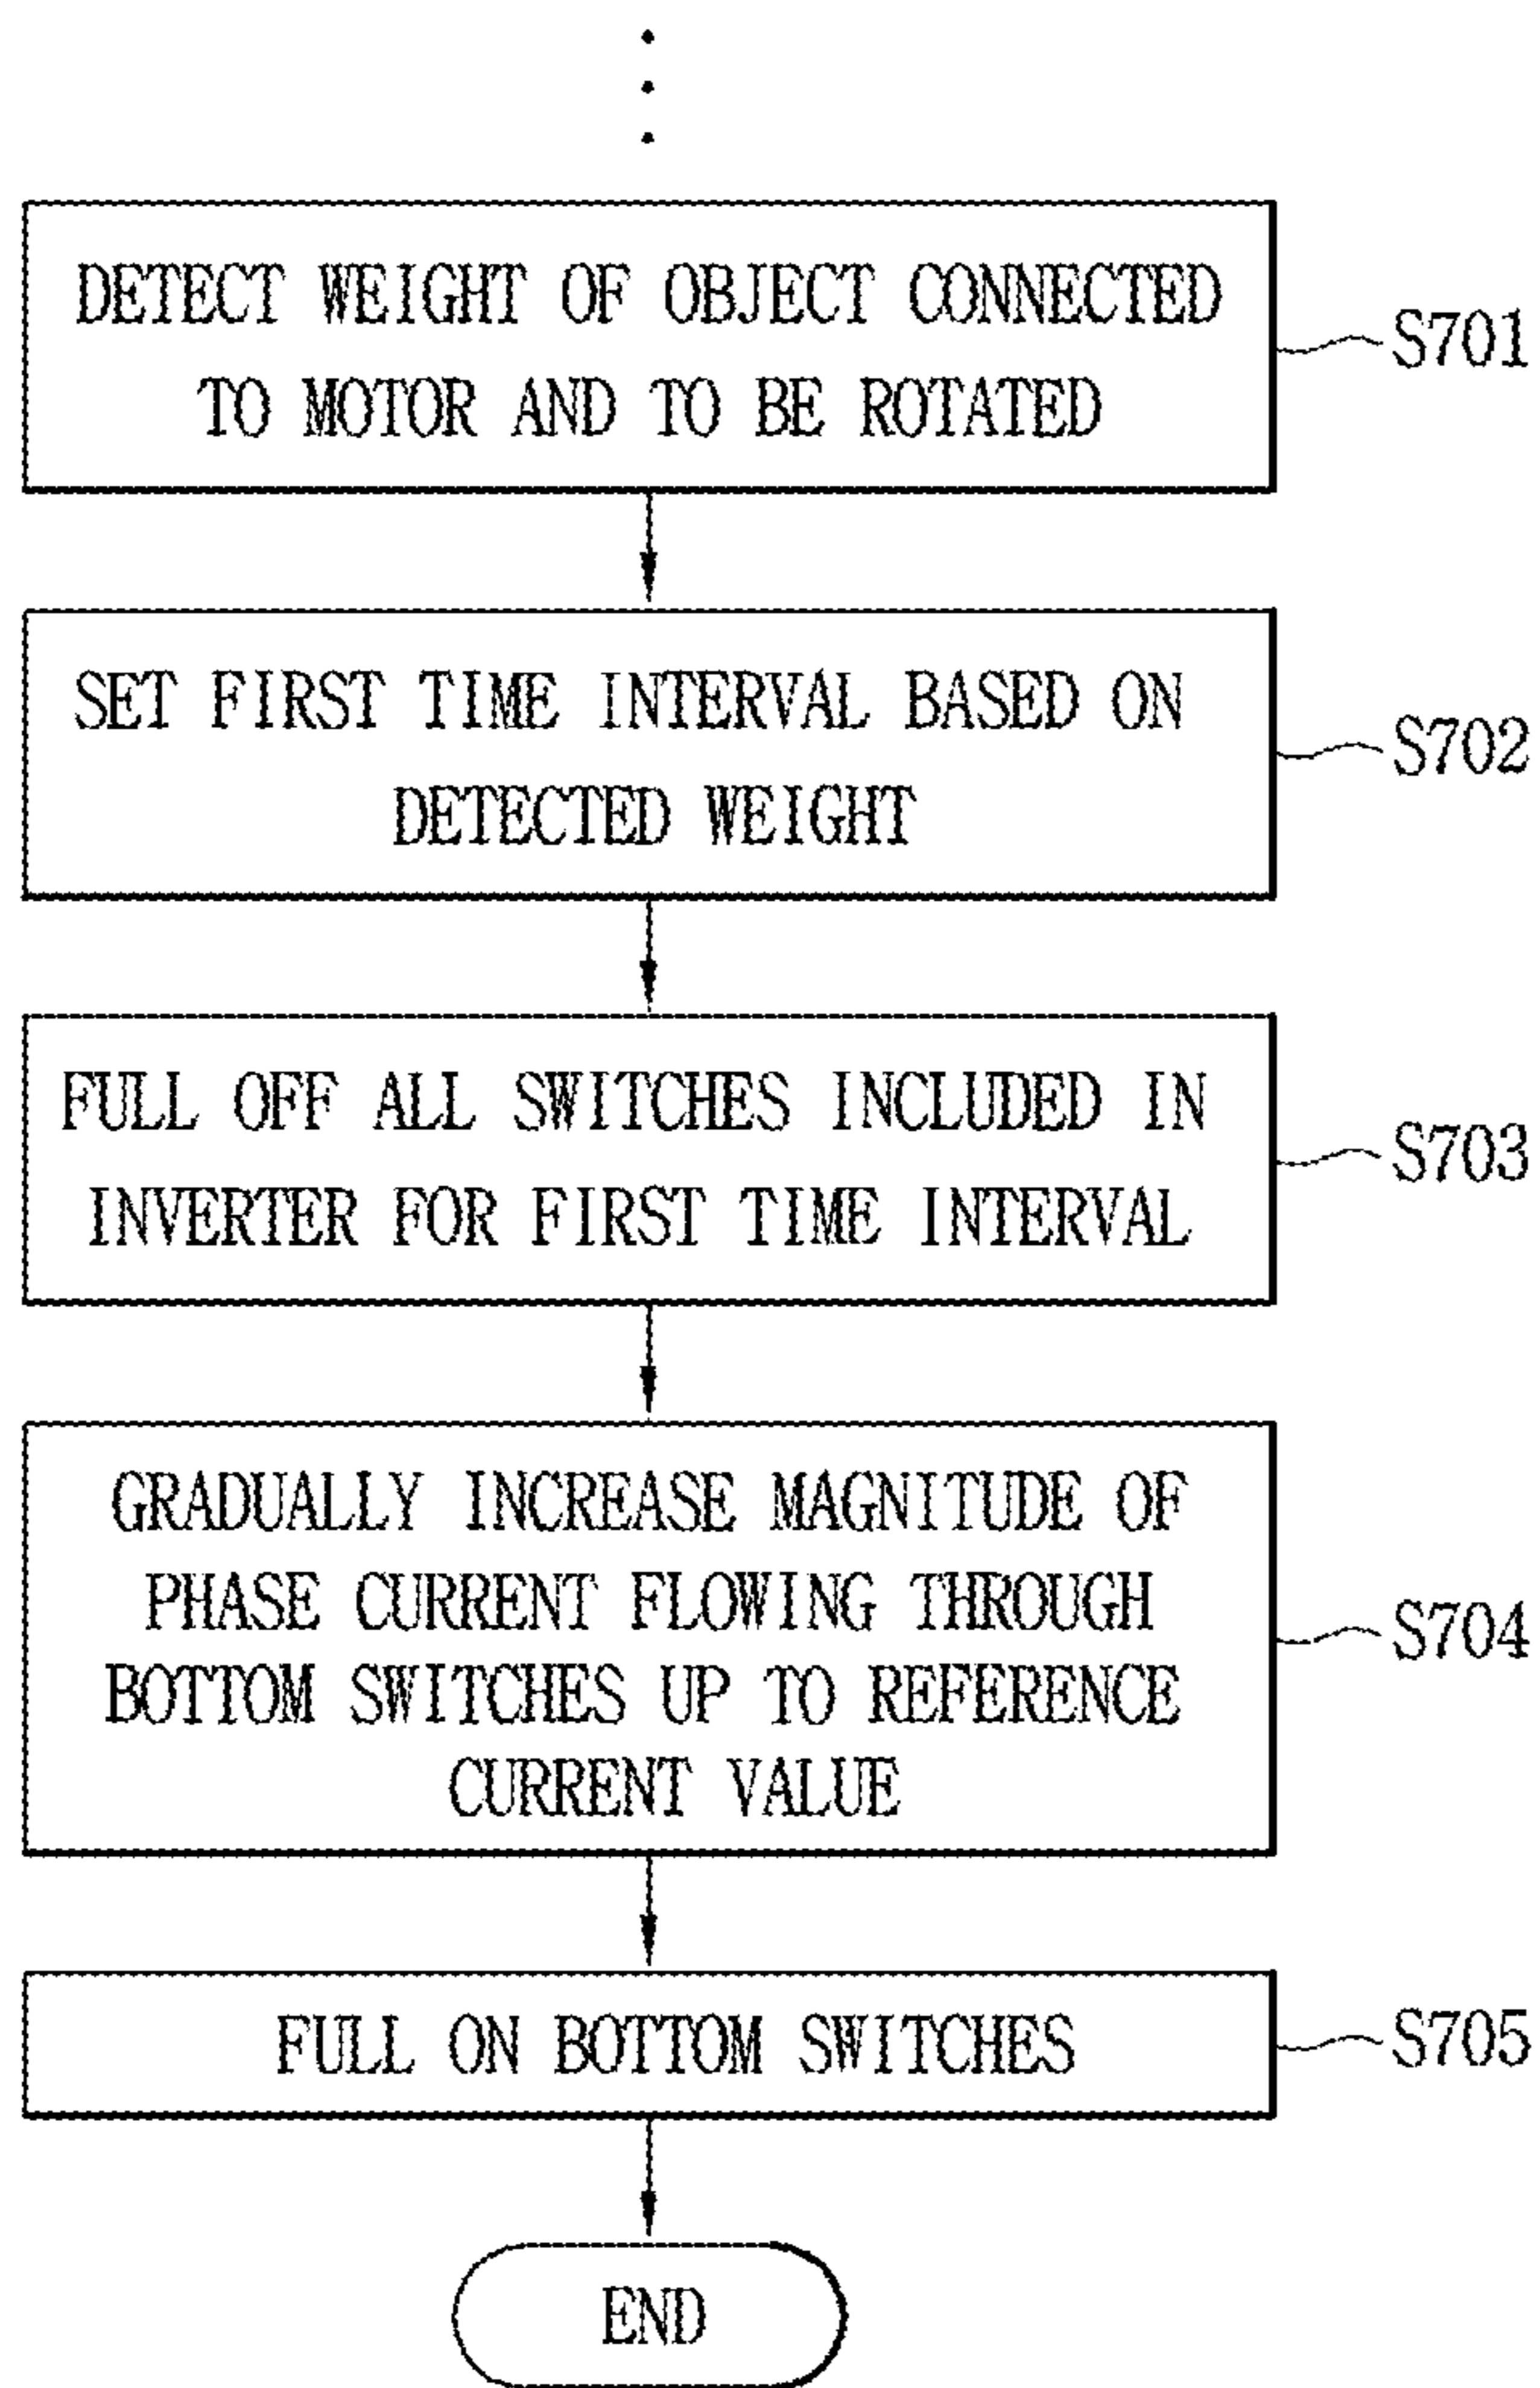 DETECT WEIGHT OF OBJECT CONNECTED
TO MOTOR AND TO BE ROTATED
S701
SET FIRST TIME INTERVAL BASED ON
DETECTED WEIGHT
S702
FULL OFF ALL SWITCHES INCLUDED IN
INVERTER FOR FIRST TIME INTERVAL
S703
GRADUALLY INCREASE MAGNITUDE OF
PHASE CURRENT FLOWING THROUGH
BOTTOM SWITCHES UP TO REFERENCE
CURRENT VALUE
S704
FULL ON BOTTOM SWITCHES
S705
END